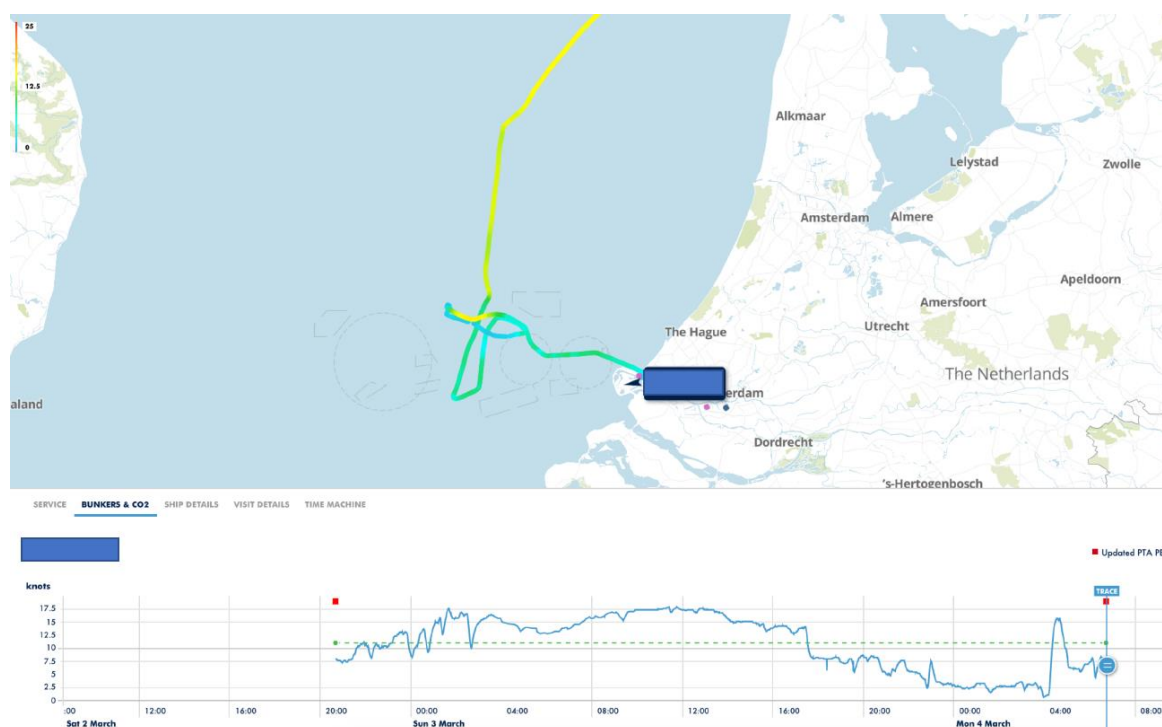 25
12.5
0
Alkmaar
Lelystad
Zwolle
Amsterdam
Almere
Apeldoorn
Amersfoort
The Hague
Utrecht
The Netherlands
aland
erdam
Dordrecht
's-Hertogenbosch
SERVICE BUNKERS & CO2 SHIP DETAILS VISIT DETAILS TIME MACHINE
Updated PTA PE
knots
TRACE
17.5
15
12.5
10
7.5
5
2.5
0
:00 12:00 16:00 20:00 00:00 04:00 08:00 12:00 16:00 20:00 00:00 04:00 08:00
Sat 2 March Sun 3 March Mon 4 March